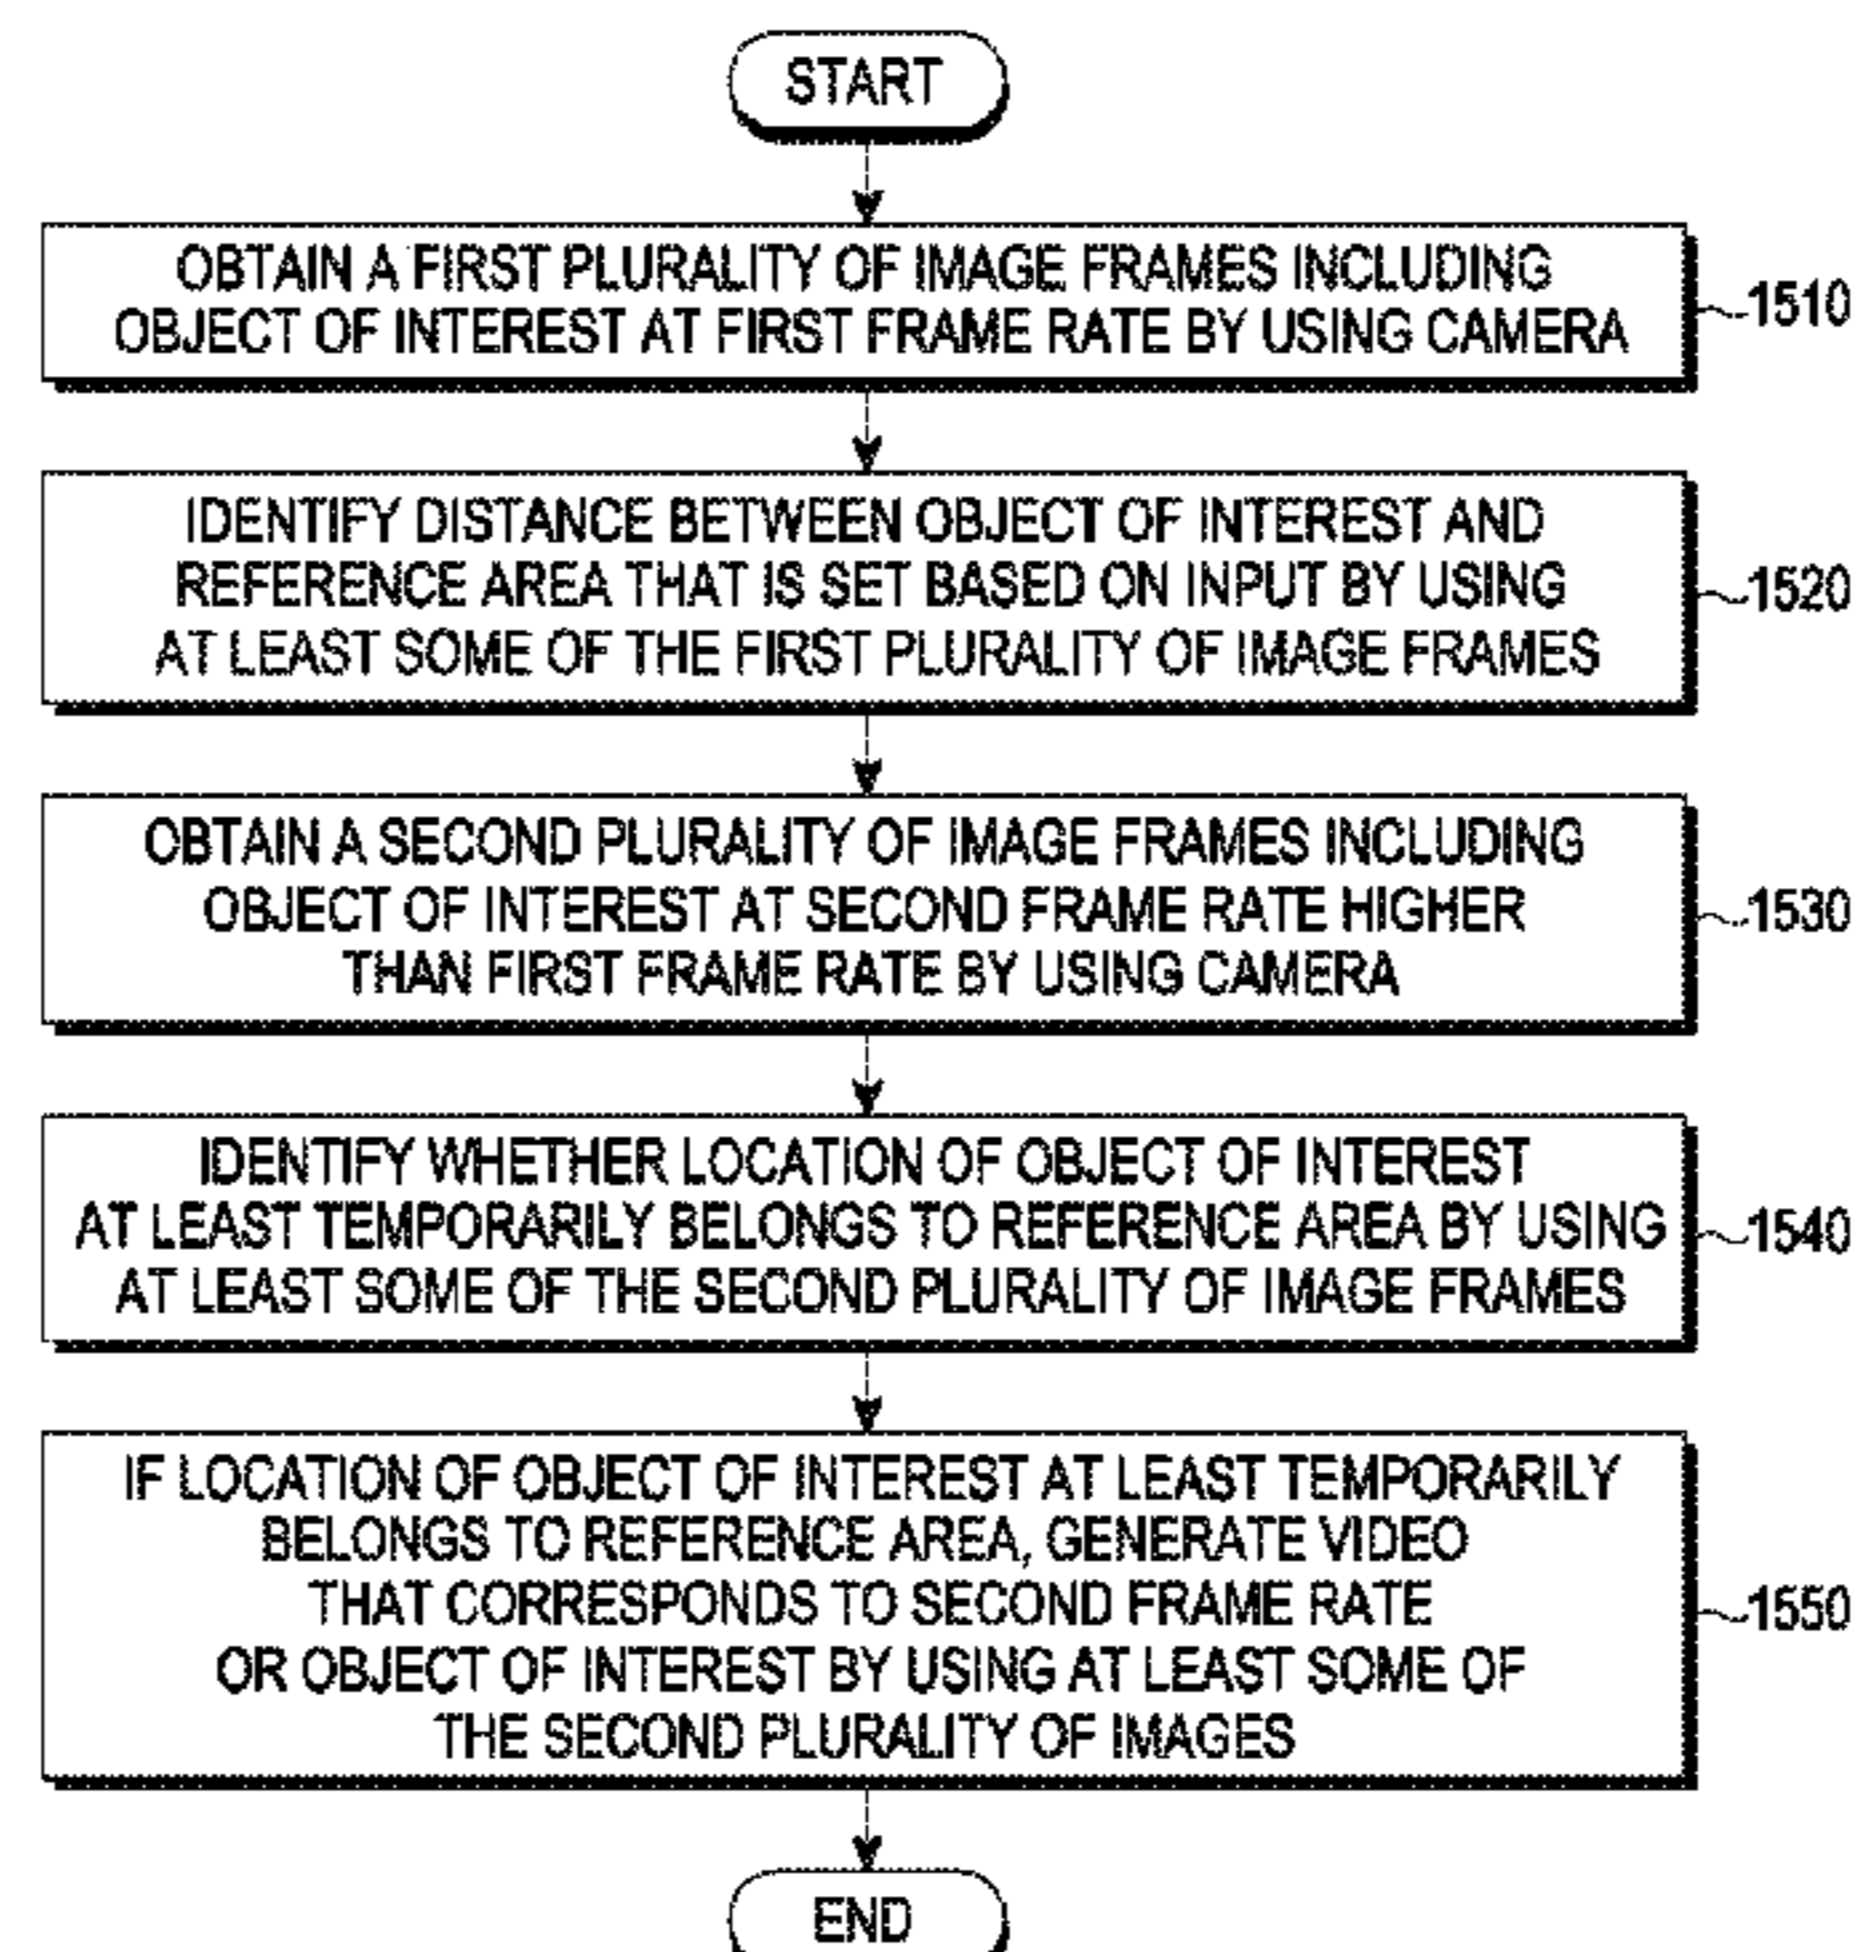 START
OBTAIN A FIRST PLURALITY OF IMAGE FRAMES INCLUDING
OBJECT OF INTEREST AT FIRST FRAME RATE BY USING CAMERA
1510
IDENTIFY DISTANCE BETWEEN OBJECT OF INTEREST AND
REFERENCE AREA THAT IS SET BASED ON INPUT BY USING
AT LEAST SOME OF THE FIRST PLURALITY OF IMAGE FRAMES
1520
OBTAIN A SECOND PLURALITY OF IMAGE FRAMES INCLUDING
OBJECT OF INTEREST AT SECOND FRAME RATE HIGHER
THAN FIRST FRAME RATE BY USING CAMERA
1530
IDENTIFY WHETHER LOCATION OF OBJECT OF INTEREST
AT LEAST TEMPORARILY BELONGS TO REFERENCE AREA BY USING
AT LEAST SOME OF THE SECOND PLURALITY OF IMAGE FRAMES
1540
IF LOCATION OF OBJECT OF INTEREST AT LEAST TEMPORARILY
BELONGS TO REFERENCE AREA, GENERATE VIDEO
THAT CORRESPONDS TO SECOND FRAME RATE
OR OBJECT OF INTEREST BY USING AT LEAST SOME OF
THE SECOND PLURALITY OF IMAGES
1550
END